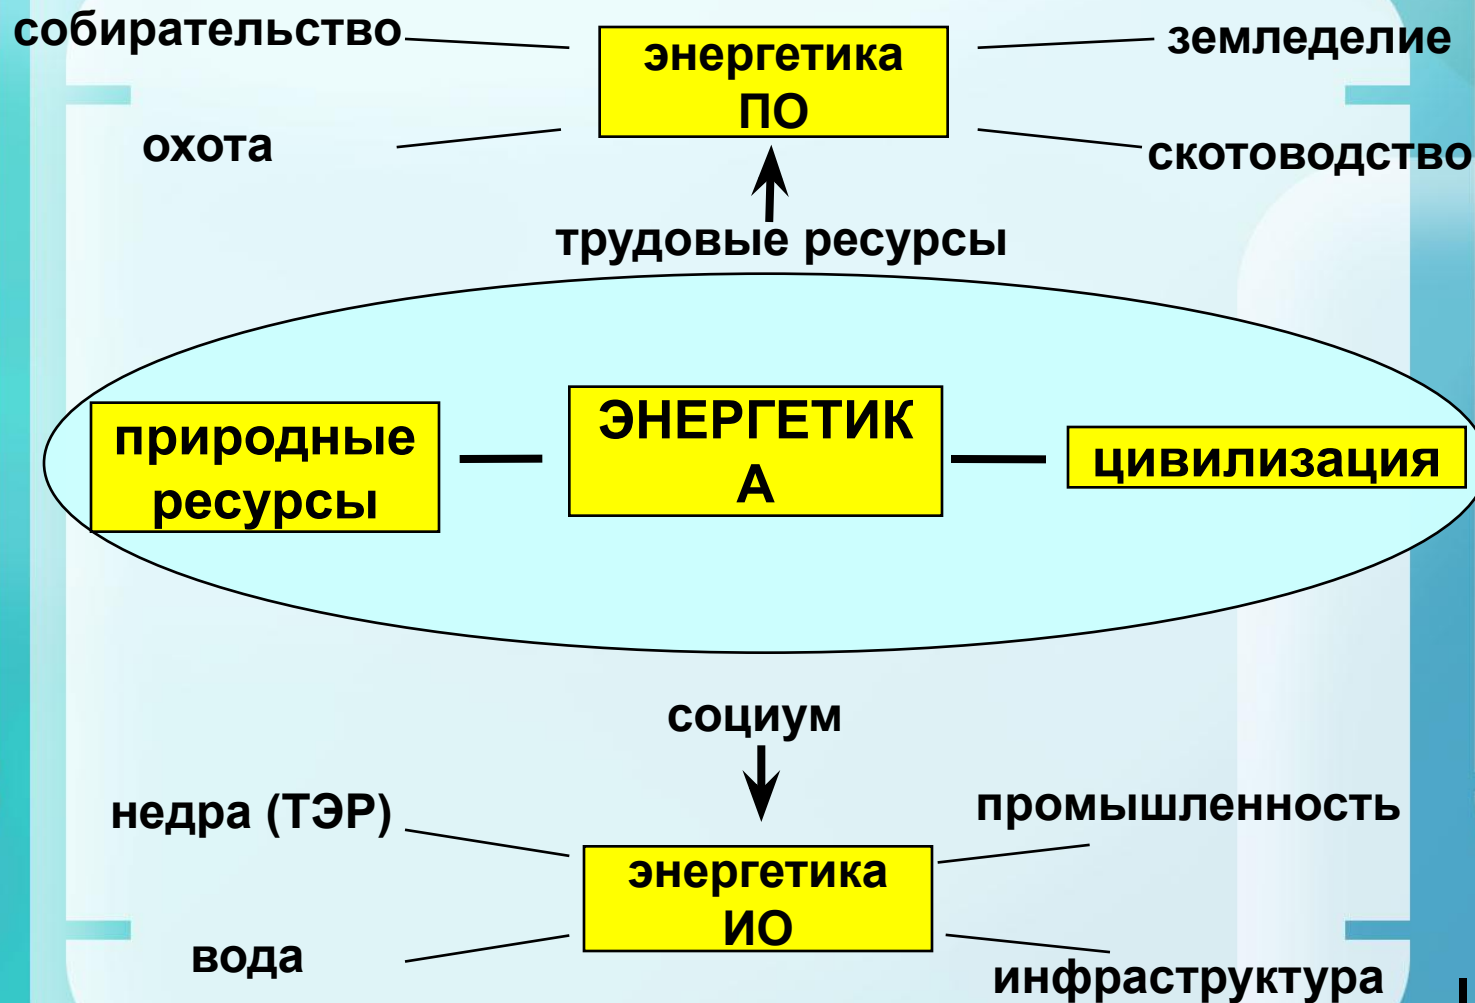 собирательство
энергетика
ПО
земледелие
охота
скотоводство
трудовые ресурсы
природные
ресурсы
ЭНЕРГЕТИК
А
цивилизация
социум
недра (ТЭР)
промышленность
энергетика
ИО
вода
инфраструктура